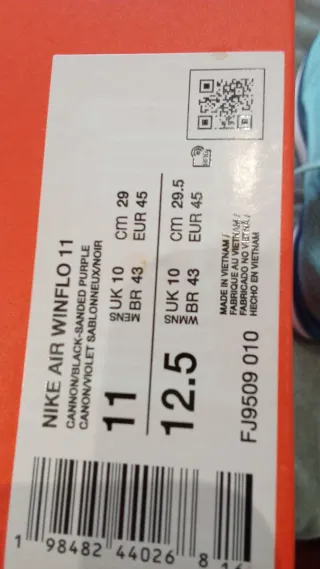 NIKE AIR WINFLO 11
CANNON/BLACK-SANDED PURPLE
CANON/VIOLET SABLONNEUX/NOIR
11
MENS
UK 10
BR 43
cm 29
EUR 45
12.5
WMNS
UK 10
BR 43
cm 29.5
EUR 45
MADE IN VIETNAM /
FABRIQUE AU VIETNAM /
FABRICADO NO VIETNÃ /
HECHO EN VIETNAM
FJ9509 010
1 98482 44026 8